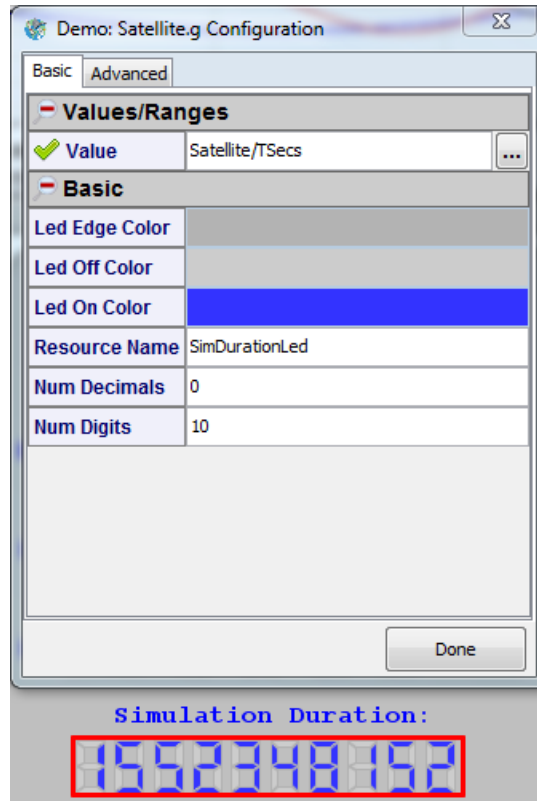 Demo: Satellite.g Configuration
Basic Advanced
Values/Ranges
Value Satellite/TSecs ...
Basic
Led Edge Color
Led Off Color
Led On Color
Resource Name SimDurationLed
Num Decimals 0
Num Digits 10
Done
Simulation Duration:
1552348152